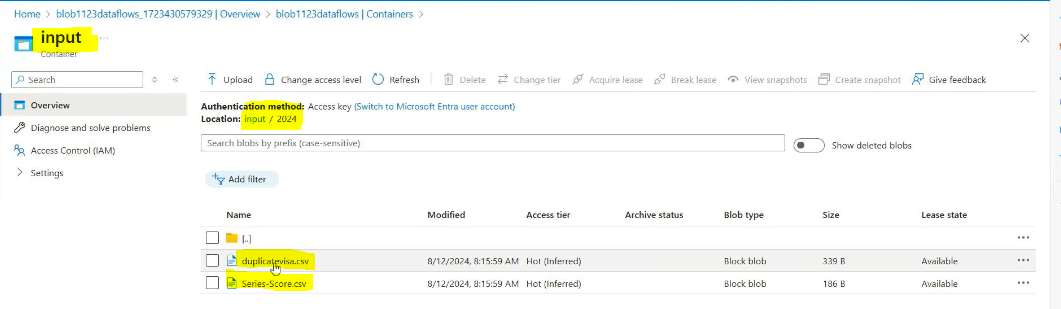 Home > blob1123dataflows_1723430579329 | Overview > blob1123dataflows | Containers >
input ...
Container
Search
Upload Change access level Refresh Delete Change tier Acquire lease Break lease View snapshots Create snapshot Give feedback
Overview
Diagnose and solve problems
Access Control (IAM)
Settings
Authentication method: Access key (Switch to Microsoft Entra user account)
Location: input / 2024
Search blobs by prefix (case-sensitive)
Show deleted blobs
Add filter
Name Modified Access tier Archive status Blob type Size Lease state
[..] ...
duplicatevisa.csv 8/12/2024, 8:15:59 AM Hot (Inferred) Block blob 339 B Available ...
Series-Score.csv 8/12/2024, 8:15:59 AM Hot (Inferred) Block blob 186 B Available ...